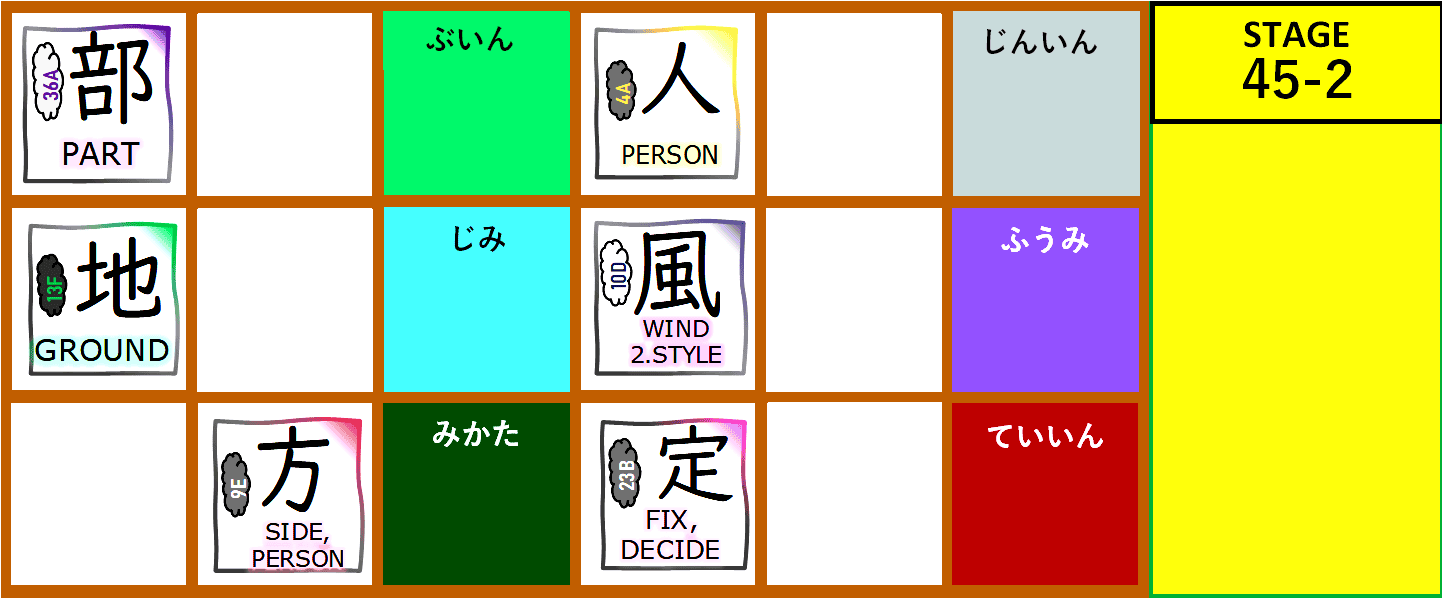 36A
部
PART
ぶいん
4A
人
PERSON
じんいん
STAGE
45-2
13F
地
GROUND
じみ
10D
風
WIND
2.STYLE
ふうみ
9E
方
SIDE,
PERSON
みかた
23B
定
FIX,
DECIDE
ていいん